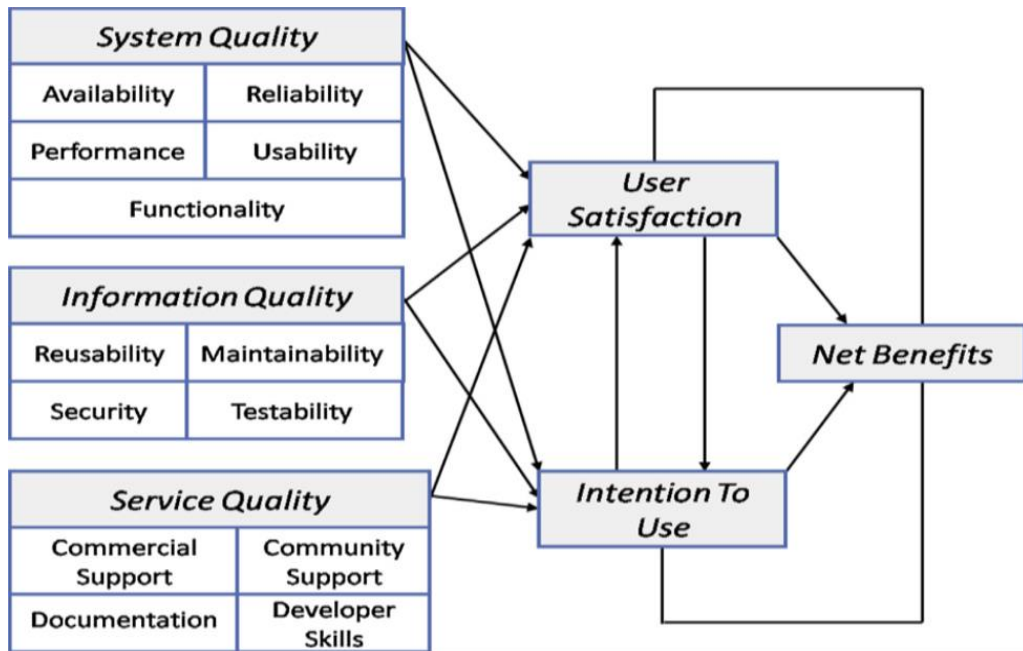 System Quality
Availability
Reliability
Performance
Usability
Functionality
Information Quality
Reusability
Maintainability
Security
Testability
Service Quality
Commercial
Support
Community
Support
Documentation
Developer
Skills
User
Satisfaction
Intention To
Use
Net Benefits